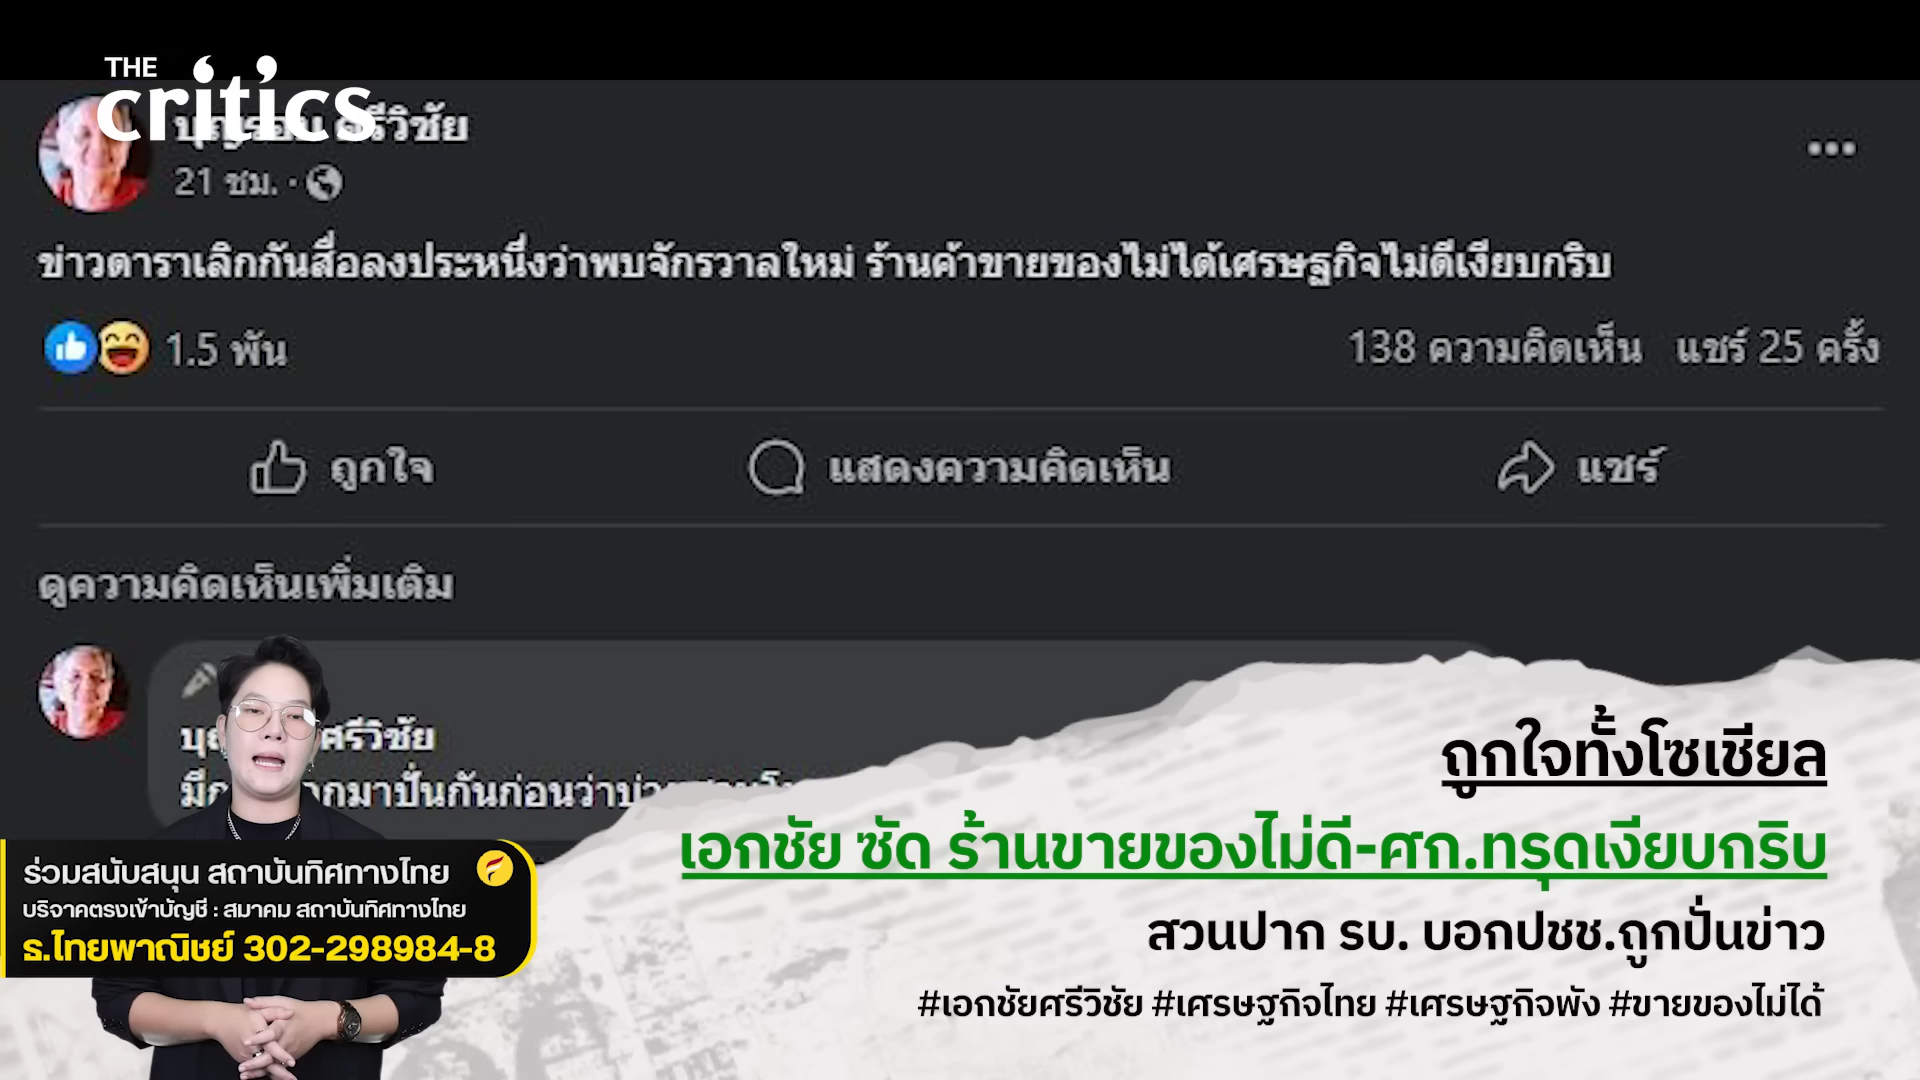 THE
critics
ศรีวิชัย
21 ชม.
ข่าวดาราเลิกกันสื่อลงประหนึ่งว่าพบจักรวาลใหม่ ร้านค้าขายของไม่ได้เศรษฐกิจไม่ดีเงียบกริบ
1.5 พัน
138 ความคิดเห็น แชร์ 25 ครั้ง
ถูกใจ
แสดงความคิดเห็น
แชร์
ดูความคิดเห็นเพิ่มเติม
ศรีวิชัย
มาปั่นกันก่อนว่า
ถูกใจทั้งโซเชียล
เอกชัย ซัด ร้านขายของไม่ดี-ศก.ทรุดเงียบกริบ
สวนปาก รบ. บอกปชช.ถูกปั่นข่าว
#เอกชัยศรีวิชัย #เศรษฐกิจไทย #เศรษฐกิจพัง #ขายของไม่ได้
ร่วมสนับสนุน สถาบันทิศทางไทย
บริจาคตรงเข้าบัญชี : สมาคม สถาบันทิศทางไทย
ธ.ไทยพาณิชย์ 302-298984-8